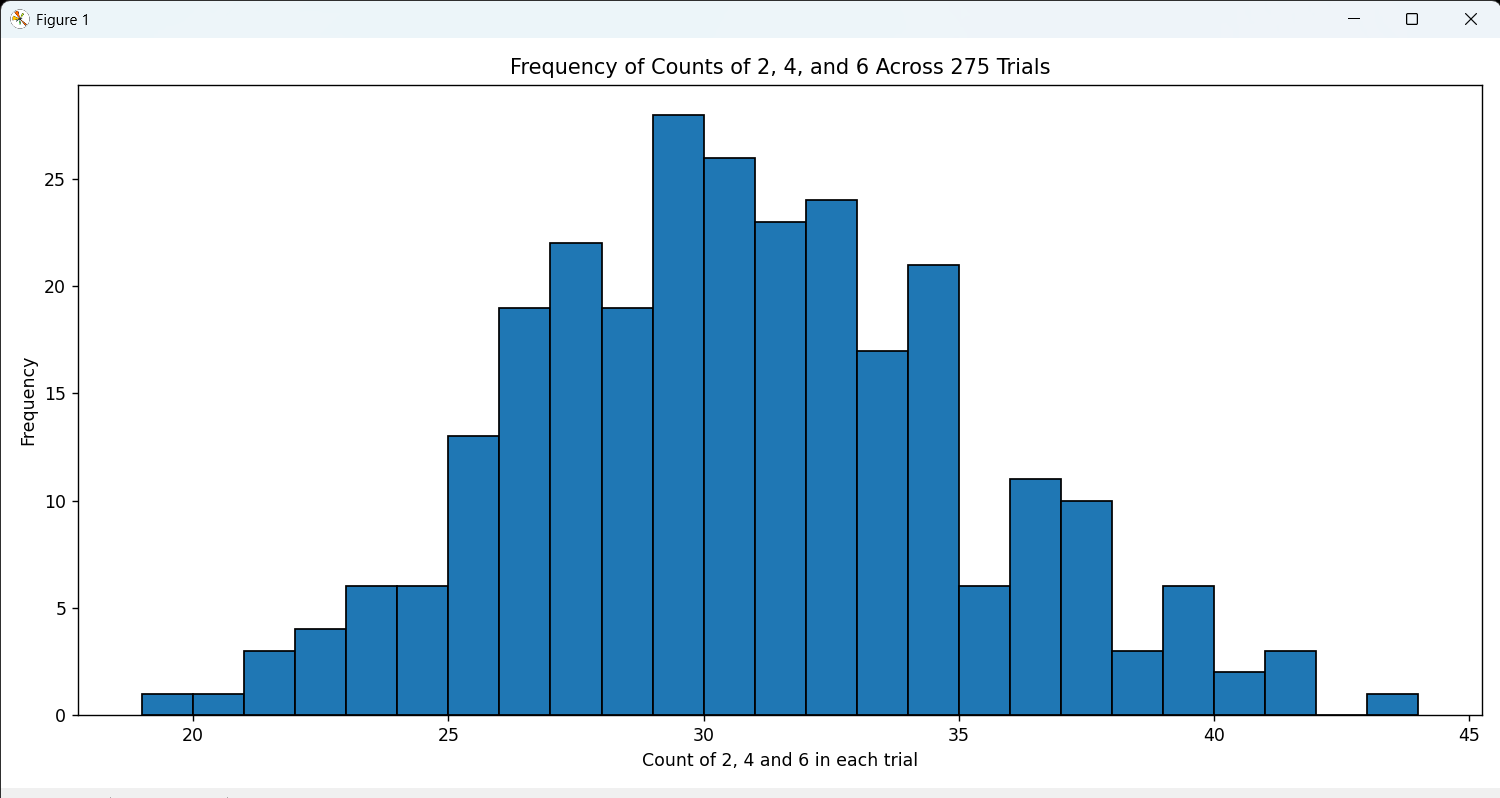 Figure 1
Frequency of Counts of 2, 4, and 6 Across 275 Trials
25
20
15
10
5
0
Frequency
20 25 30 35 40 45
Count of 2, 4 and 6 in each trial